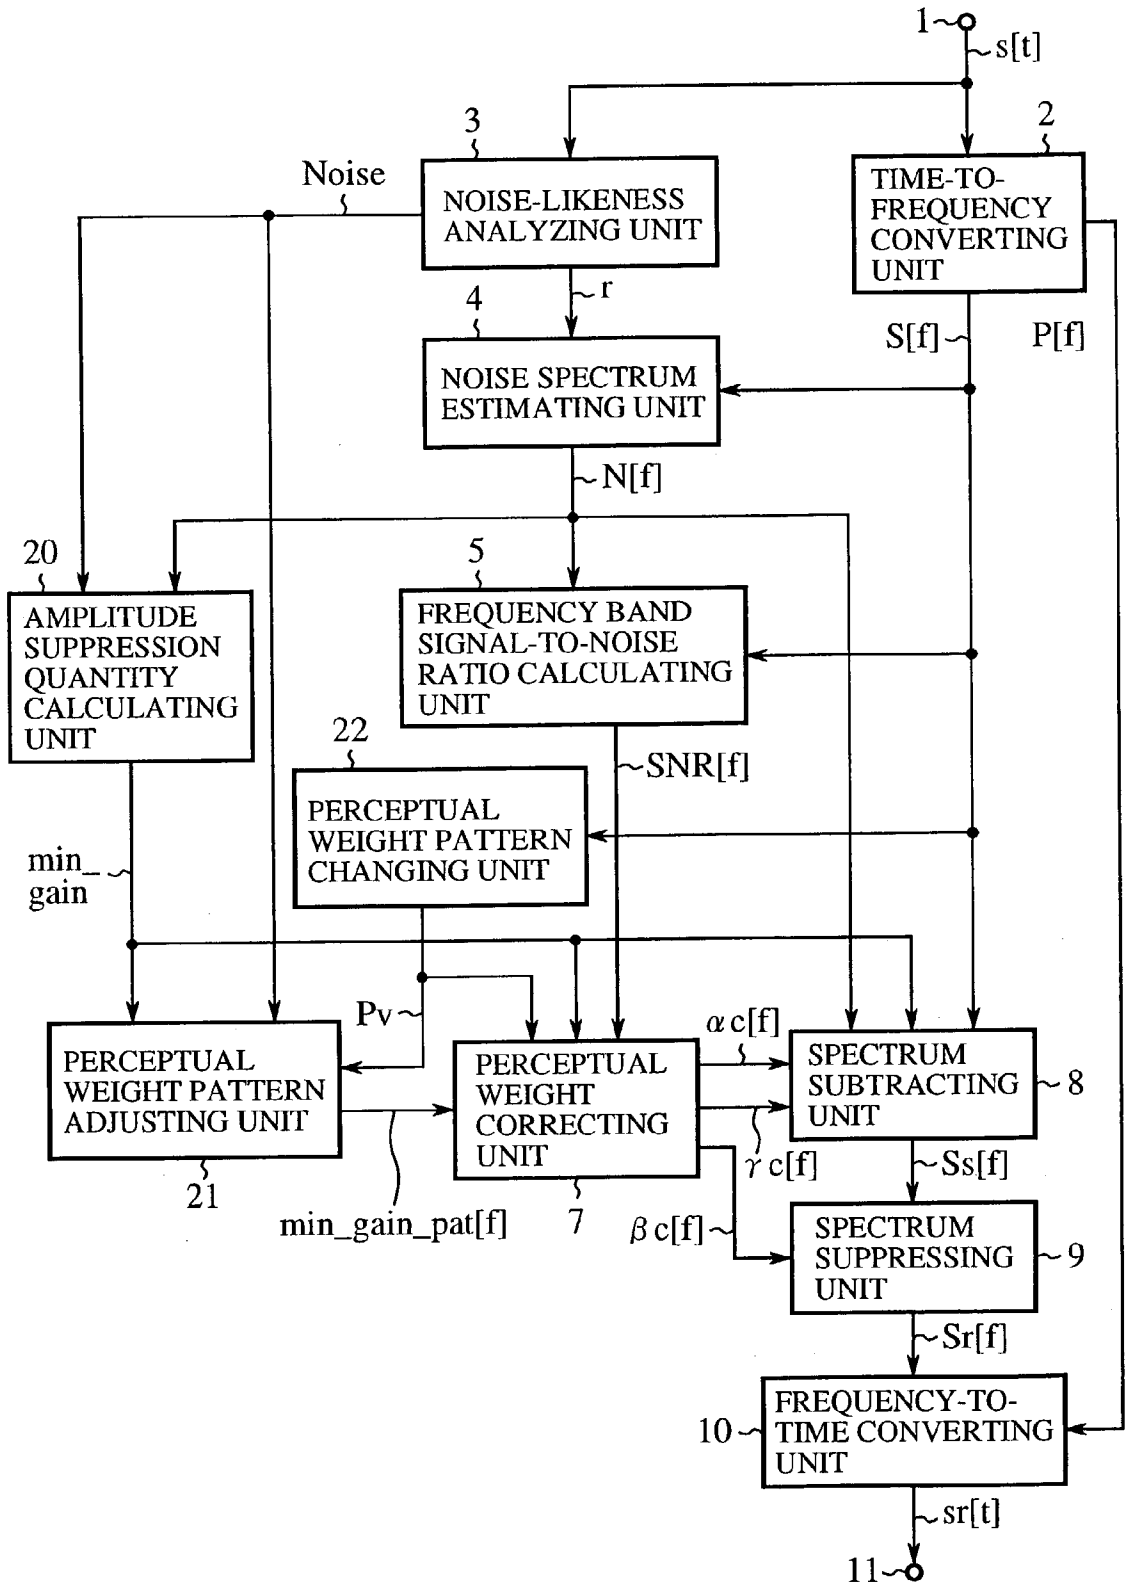 1
s[t]
3
2
Noise
NOISE-LIKENESS
ANALYZING UNIT
TIME-TO-
FREQUENCY
CONVERTING
UNIT
r
4
S[f]
P[f]
NOISE SPECTRUM
ESTIMATING UNIT
N[f]
20
5
AMPLITUDE
SUPPRESSION
QUANTITY
CALCULATING
UNIT
FREQUENCY BAND
SIGNAL-TO-NOISE
RATIO CALCULATING
UNIT
22
SNR[f]
PERCEPTUAL
WEIGHT PATTERN
CHANGING UNIT
min_
gain
Pv
αc[f]
PERCEPTUAL
WEIGHT PATTERN
ADJUSTING UNIT
PERCEPTUAL
WEIGHT
CORRECTING
UNIT
SPECTRUM
SUBTRACTING
UNIT
8
γc[f]
Ss[f]
21
min_gain_pat[f]
7
βc[f]
SPECTRUM
SUPPRESSING
UNIT
9
Sr[f]
10
FREQUENCY-TO-
TIME CONVERTING
UNIT
sr[t]
11